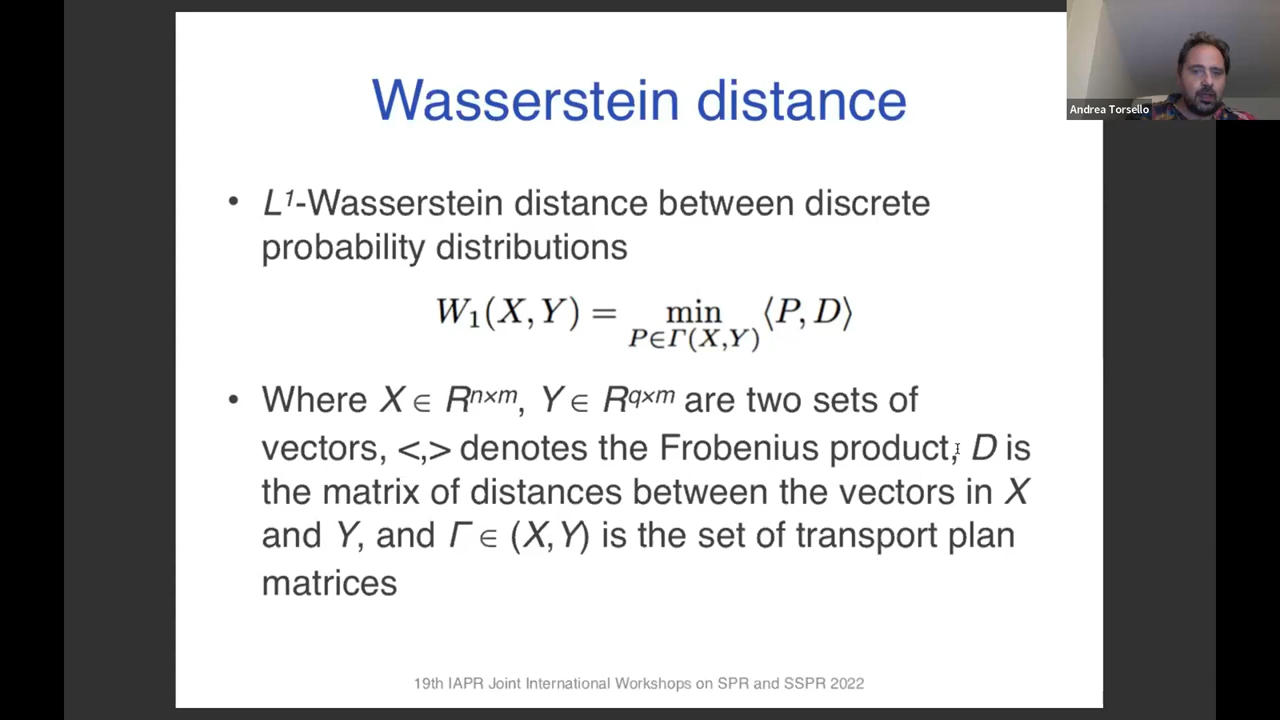 Wasserstein distance
Andrea Torsello
• L¹-Wasserstein distance between discrete
probability distributions
W₁(X, Y) = min ⟨P, D⟩
P∈Γ(X,Y)
• Where X ∈ Rⁿˣᵐ, Y ∈ R^q×m are two sets of
vectors, <,> denotes the Frobenius product, D is
the matrix of distances between the vectors in X
and Y, and Γ ∈ (X,Y) is the set of transport plan
matrices
19th IAPR Joint International Workshops on SPR and SSPR 2022